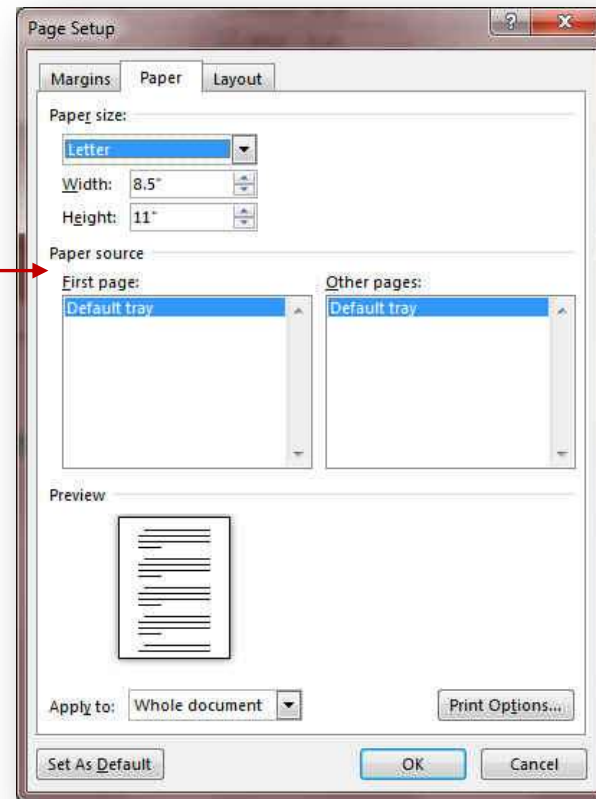 Page Setup
Margins Paper Layout
Paper size:
Letter
Width: 8.5"
Height: 11"
Paper source
First page: Other pages:
Default tray Default tray
Preview
Apply to: Whole document Print Options...
Set As Default OK Cancel